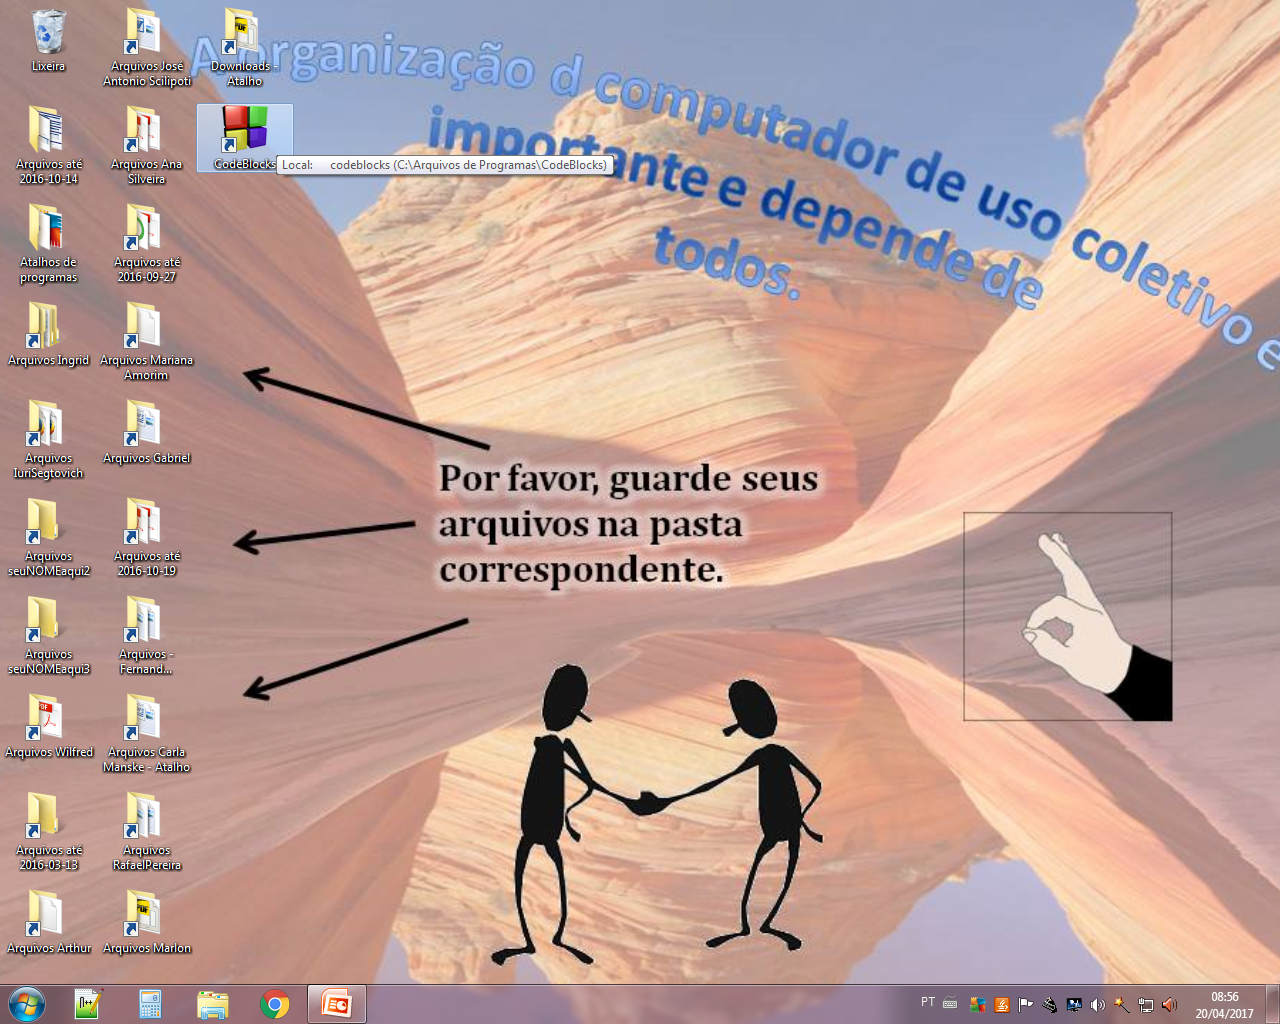 Lixeira
Arquivos José
Antonio Scilipoti
Downloads -
Atalho
A organização d computador de uso coletivo e
importante e depende de
todos.
Arquivos até
2016-10-14
Arquivos Ana
Silveira
CodeBlocks
Local: codeblocks (C:\Arquivos de Programas\CodeBlocks)
Atalhos de
programas
Arquivos até
2016-09-27
Arquivos Ingrid
Arquivos Mariana
Amorim
Arquivos
IuriSegtovich
Arquivos Gabriel
Por favor, guarde seus
arquivos na pasta
correspondente.
Arquivos
seuNOMEaqui2
Arquivos até
2016-10-19
Arquivos
seuNOMEaqui3
Arquivos -
Fernand...
Arquivos Wilfred
Arquivos Carla
Manske - Atalho
Arquivos até
2016-03-13
Arquivos
RafaelPereira
Arquivos Arthur
Arquivos Marlon
PT
08:56
20/04/2017